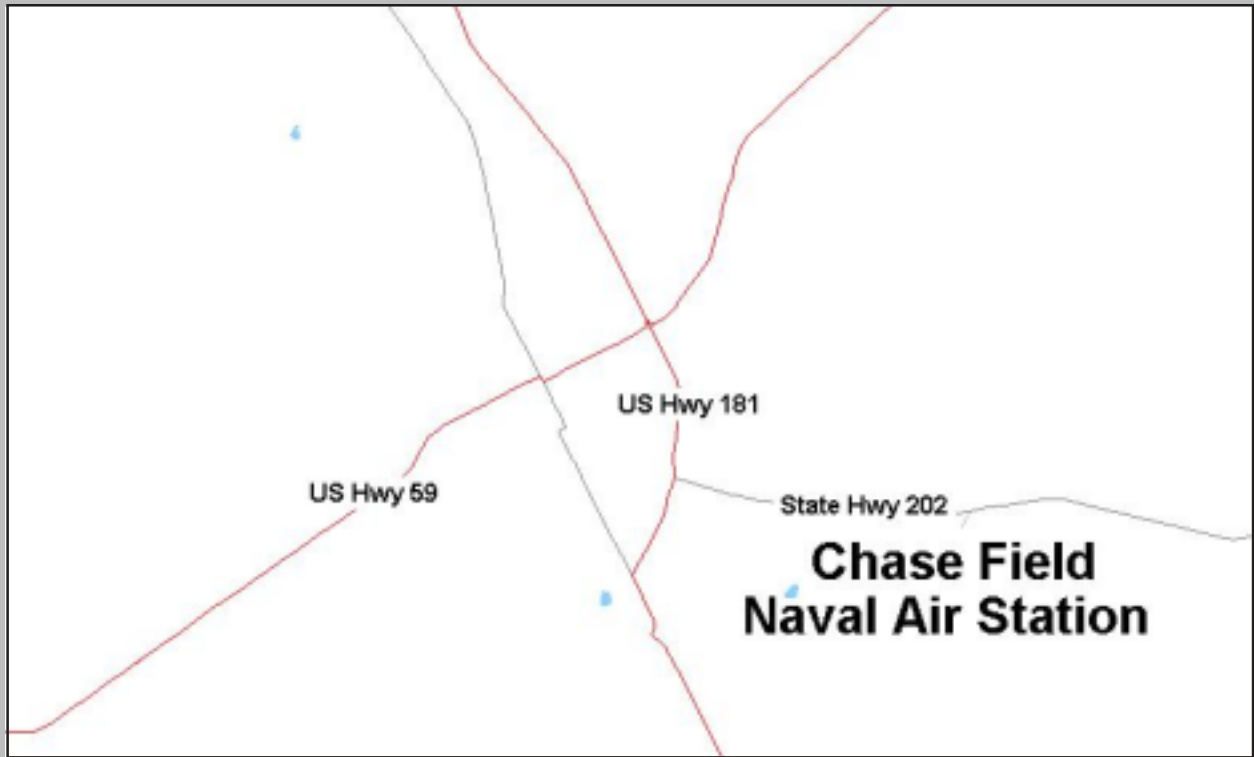 US Hwy 181
US Hwy 59
State Hwy 202
Chase Field
Naval Air Station